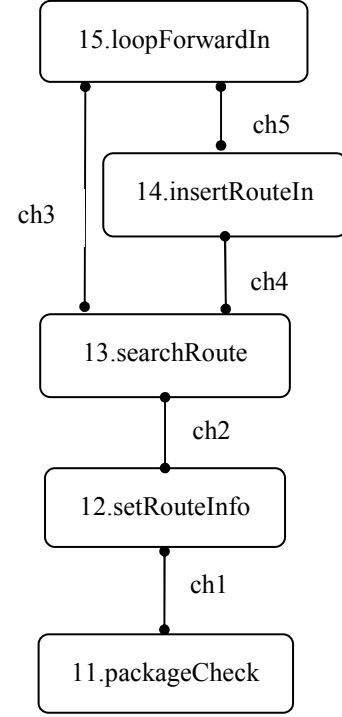 15.loopForwardIn
ch5
14.insertRouteIn
ch3
ch4
13.searchRoute
ch2
12.setRouteInfo
ch1
11.packageCheck